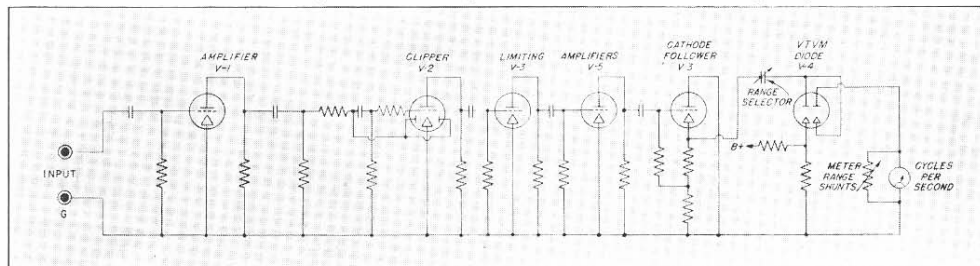 AMPLIFIER
V-1
CLIPPER
V-2
LIMITING
V-3
AMPLIFIERS
V-5
CATHODE
FOLLOWER
V-3
VTVM
DIODE
V-4
RANGE
SELECTOR
B+
INPUT
G
METER
RANGE
SHUNTS
CYCLES
PER
SECOND